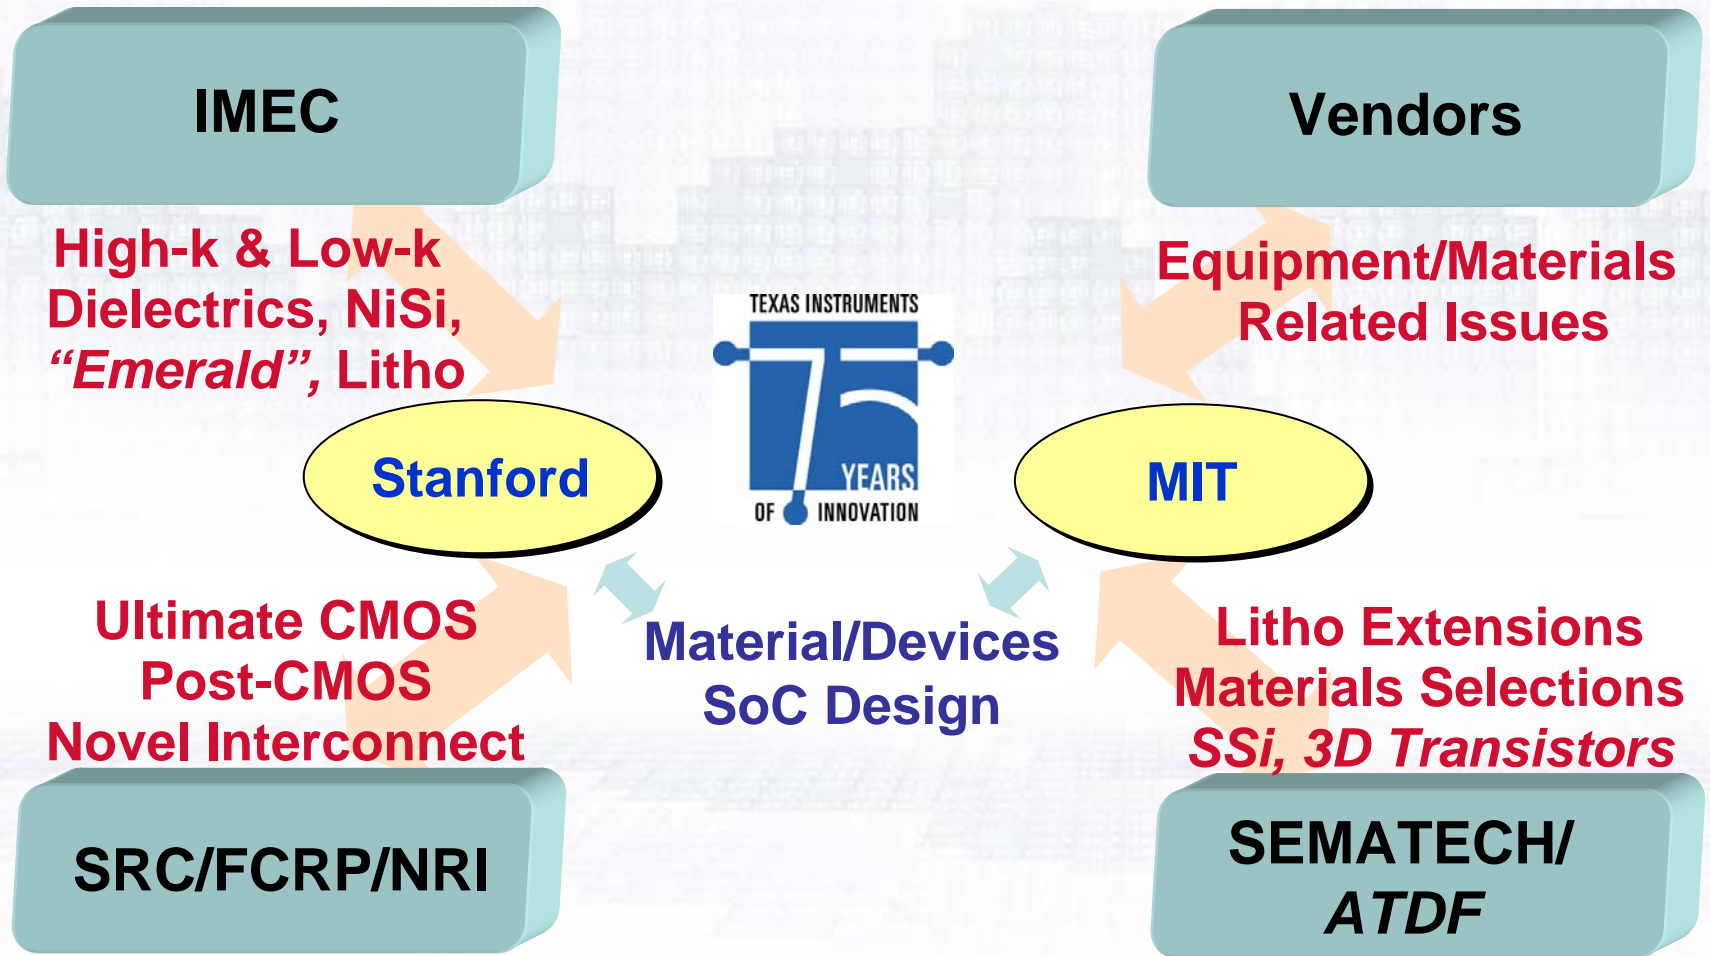 IMEC
Vendors
High-k & Low-k
Dielectrics, NiSi,
“Emerald”, Litho
TEXAS INSTRUMENTS
75
YEARS
OF INNOVATION
Equipment/Materials
Related Issues
Stanford
MIT
Ultimate CMOS
Post-CMOS
Novel Interconnect
Material/Devices
SoC Design
Litho Extensions
Materials Selections
SSi, 3D Transistors
SRC/FCRP/NRI
SEMATECH/
ATDF